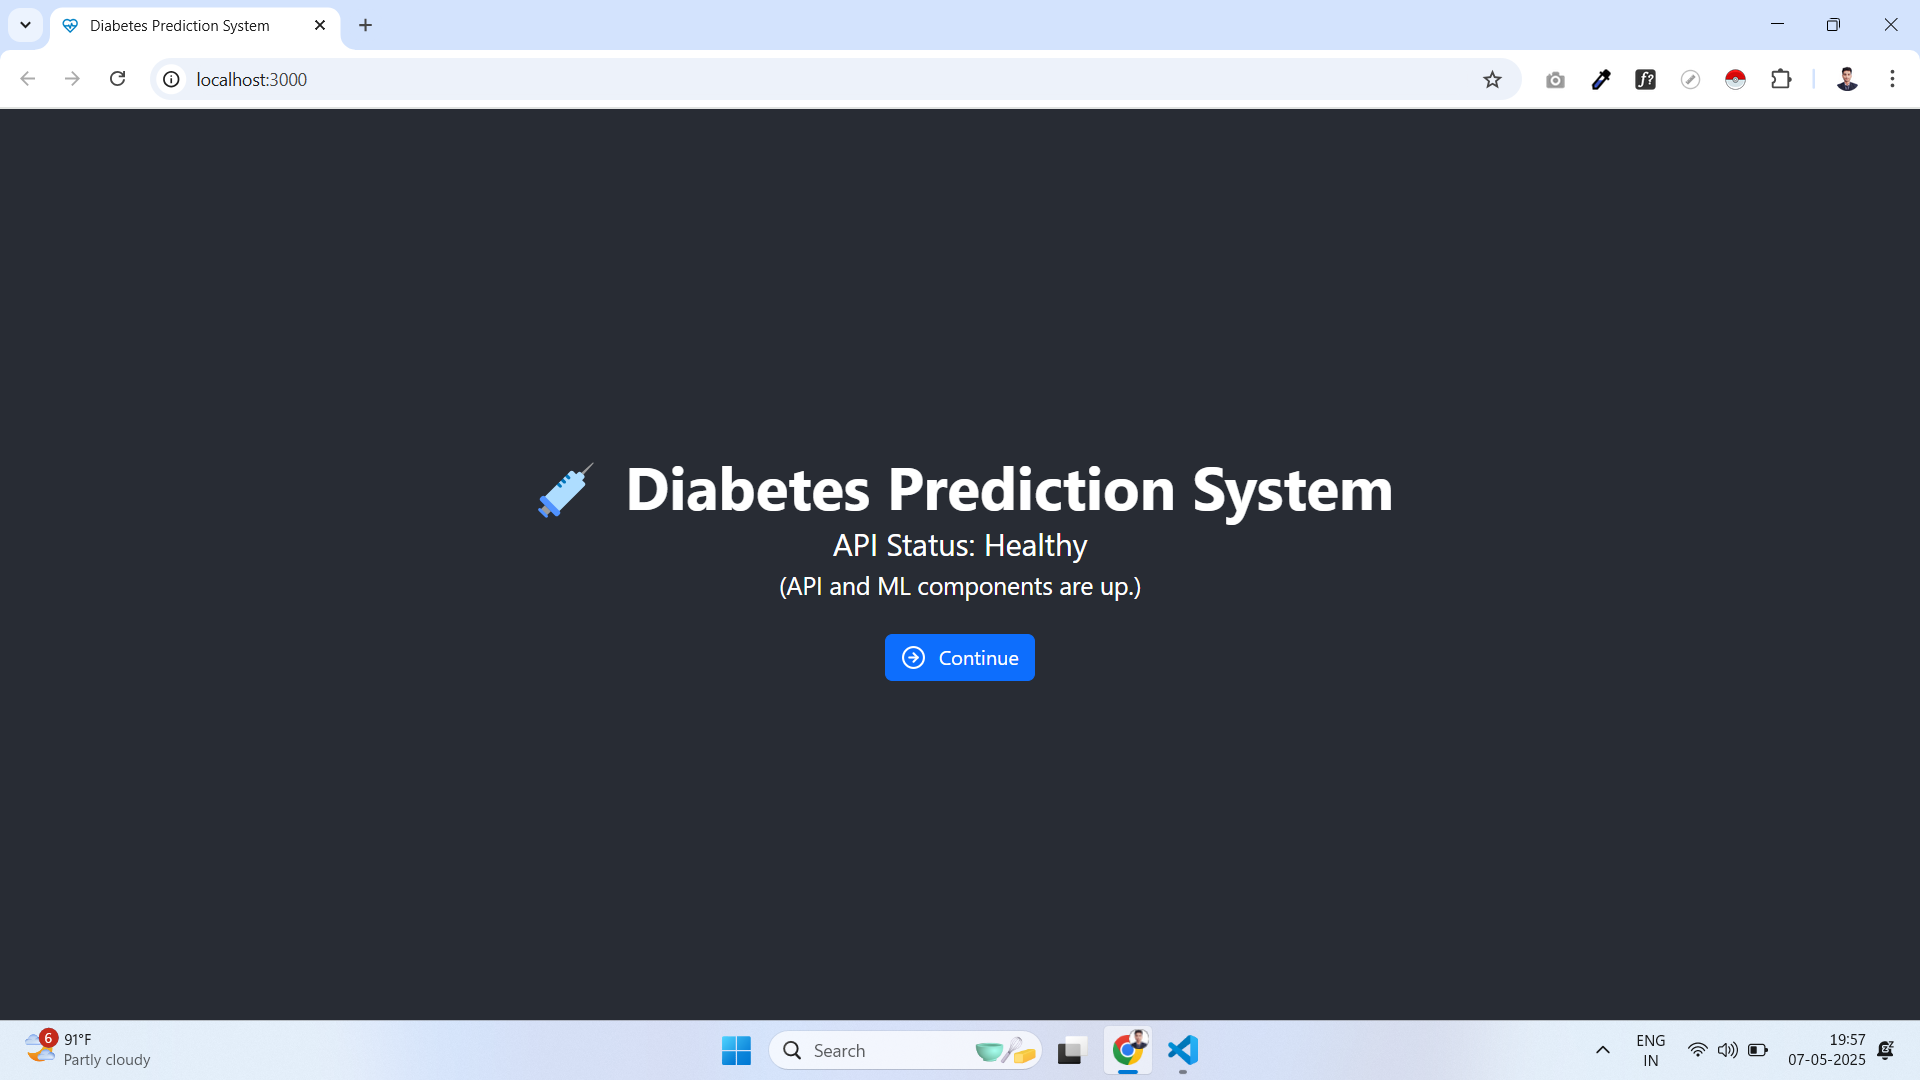 Diabetes Prediction System
localhost:3000
f?
Diabetes Prediction System
API Status: Healthy
(API and ML components are up.)
Continue
6
91°F
Partly cloudy
Search
ENG
IN
19:57
07-05-2025